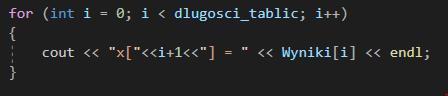 for (int i = 0; i < dlugosci_tablic; i++)
{
    cout << "x["<<i+1<<"] = " << Wyniki[i] << endl;
}